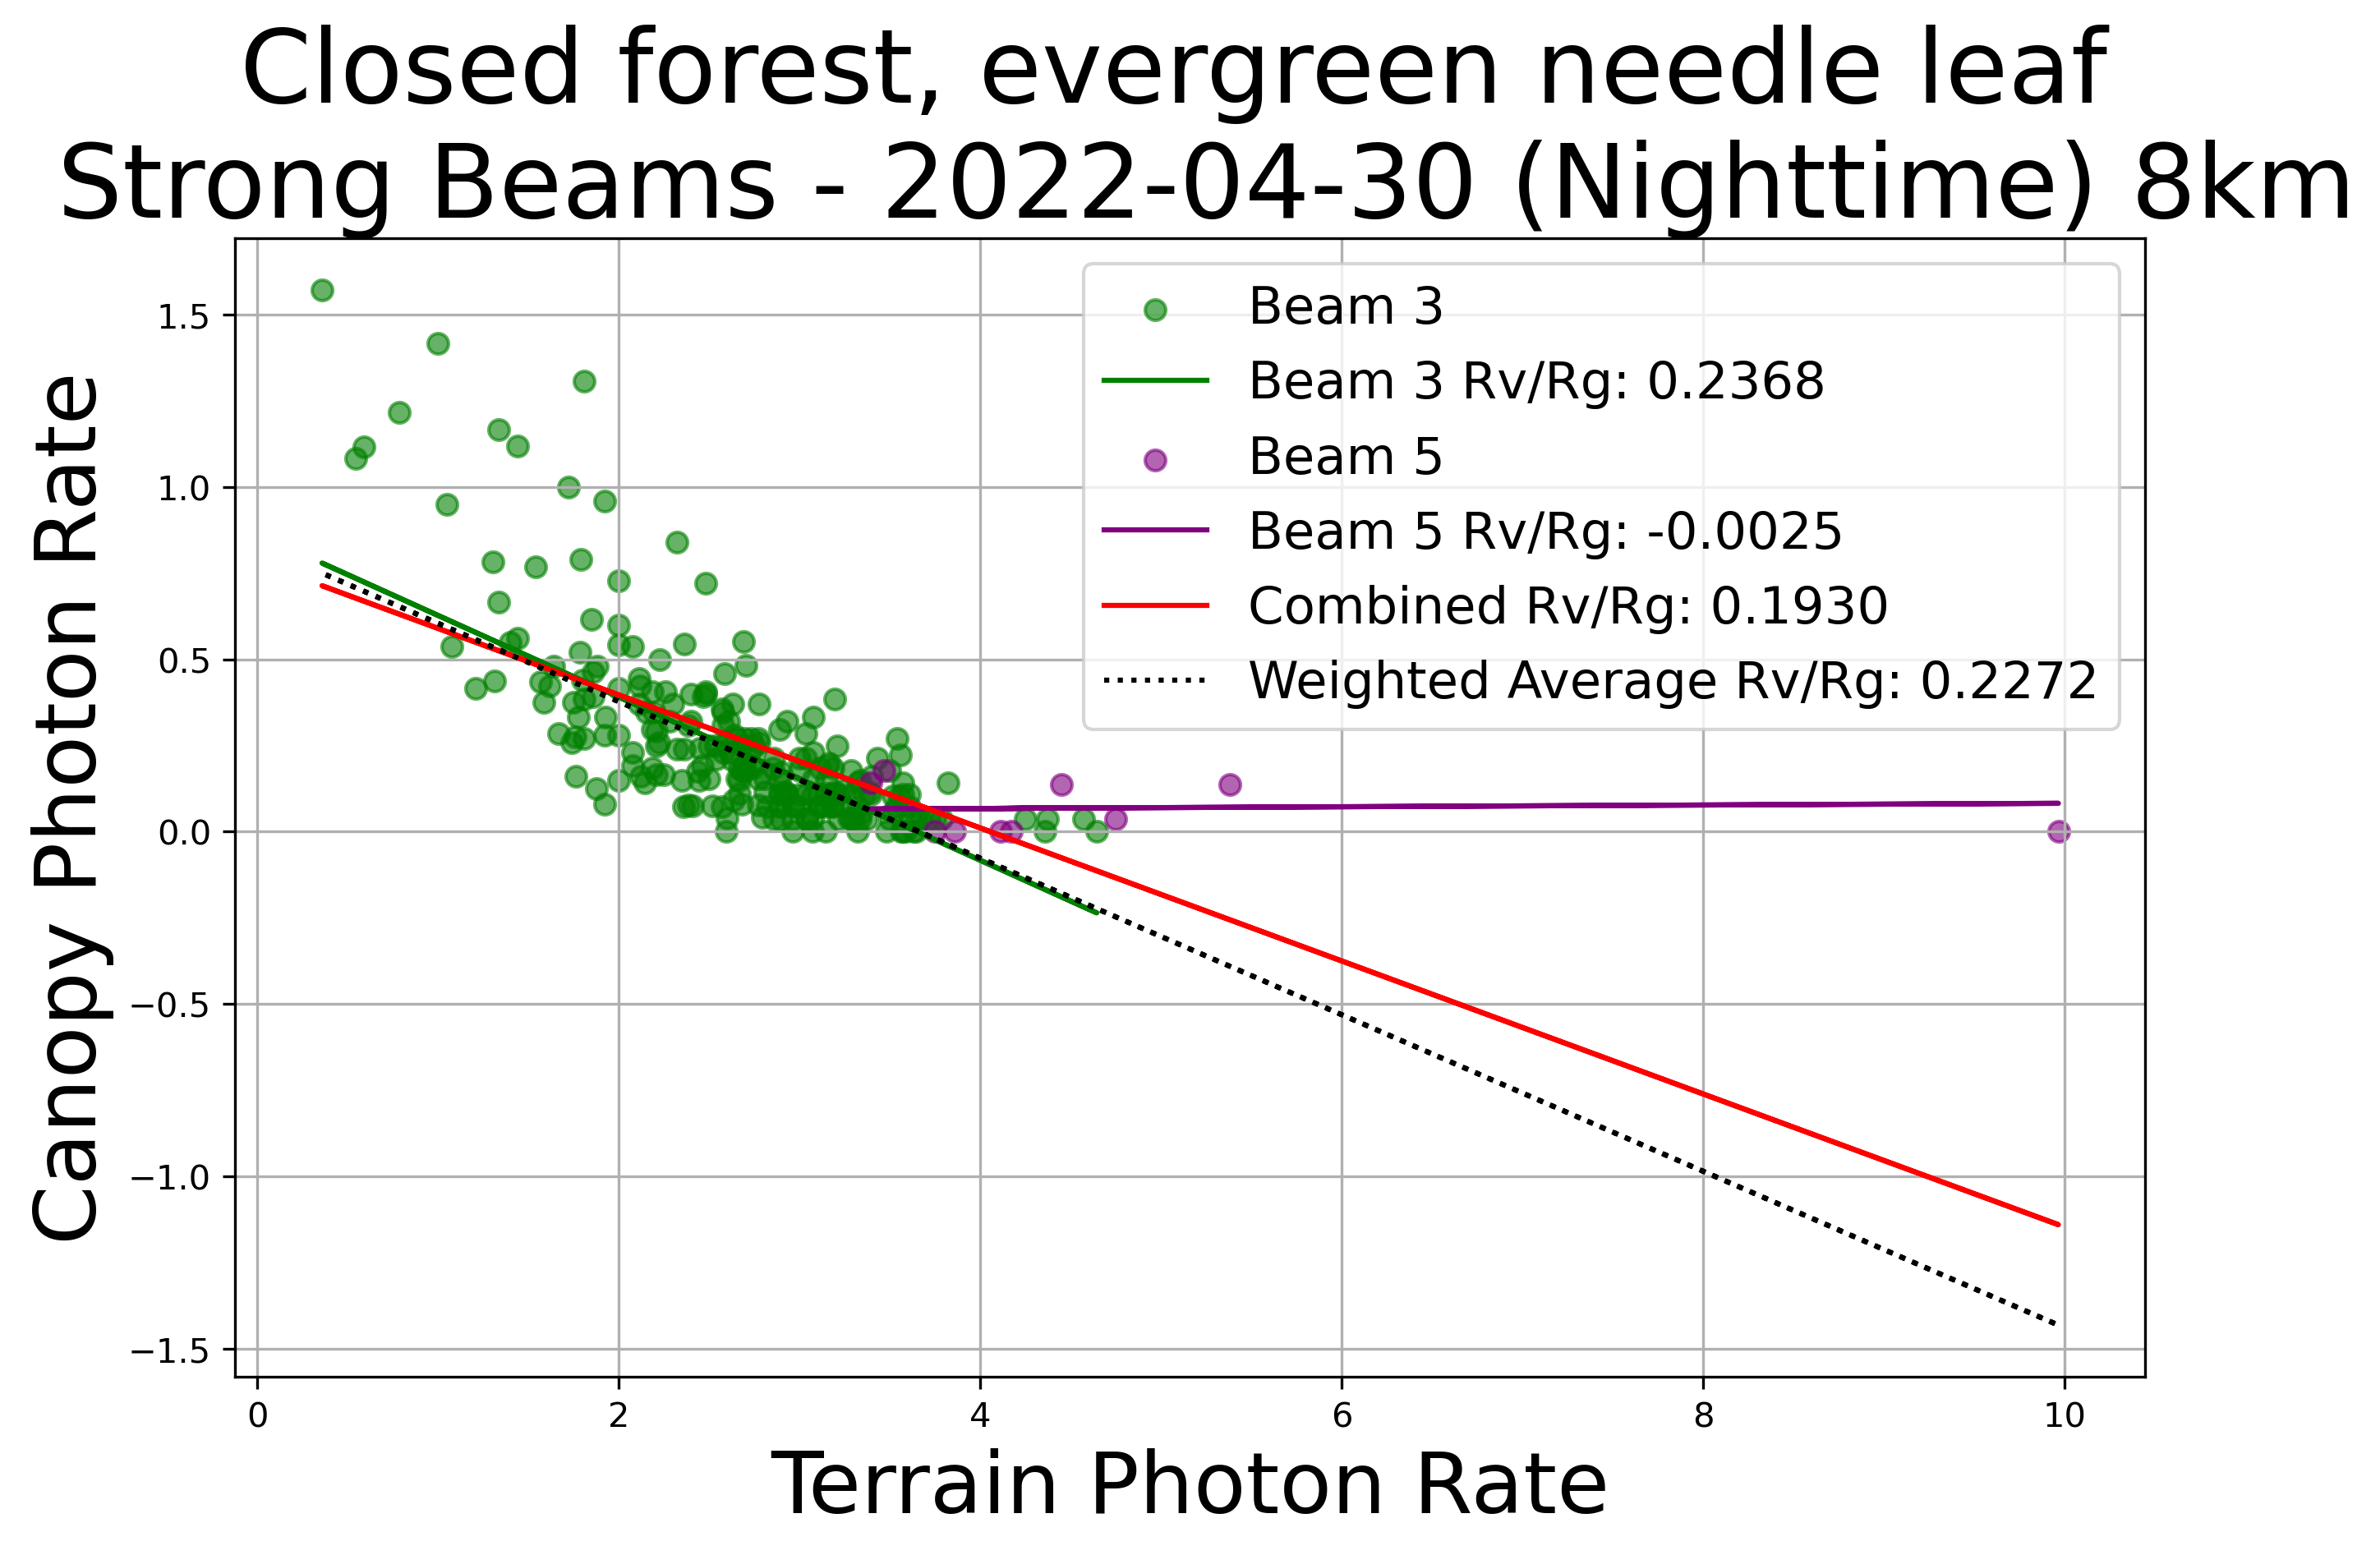 Closed forest, evergreen needle leaf
Strong Beams - 2022-04-30 (Nighttime) 8km
Canopy Photon Rate
1.5
1.0
0.5
0.0
−0.5
−1.0
−1.5
Beam 3
Beam 3 Rv/Rg: 0.2368
Beam 5
Beam 5 Rv/Rg: -0.0025
Combined Rv/Rg: 0.1930
Weighted Average Rv/Rg: 0.2272
0 2 4 6 8 10
Terrain Photon Rate